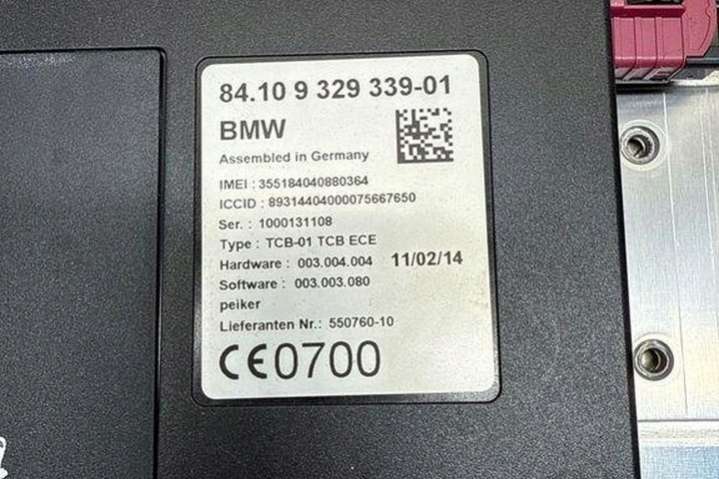 84.10 9 329 339-01
BMW
Assembled in Germany
IMEI : 355184040880364
ICCID : 89314404000075667650
Ser. : 1000131108
Type : TCB-01 TCB ECE
Hardware : 003.004.004 11/02/14
Software : 003.003.080
peiker
Lieferanten Nr.: 550760-10
CE0700